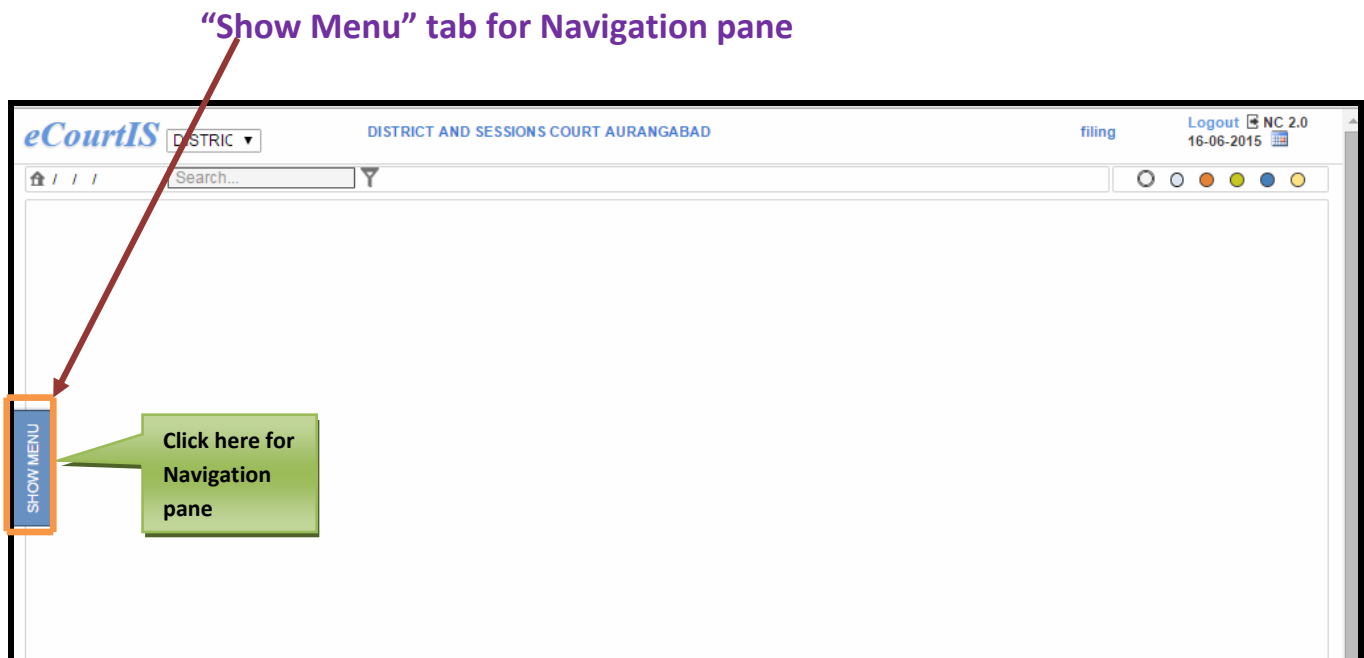 “Show Menu” tab for Navigation pane
eCourtIS DISTRIC DISTRICT AND SESSIONS COURT AURANGABAD filing Logout NC 2.0
16-06-2015
/ / / Search...
SHOW MENU
Click here for
Navigation
pane